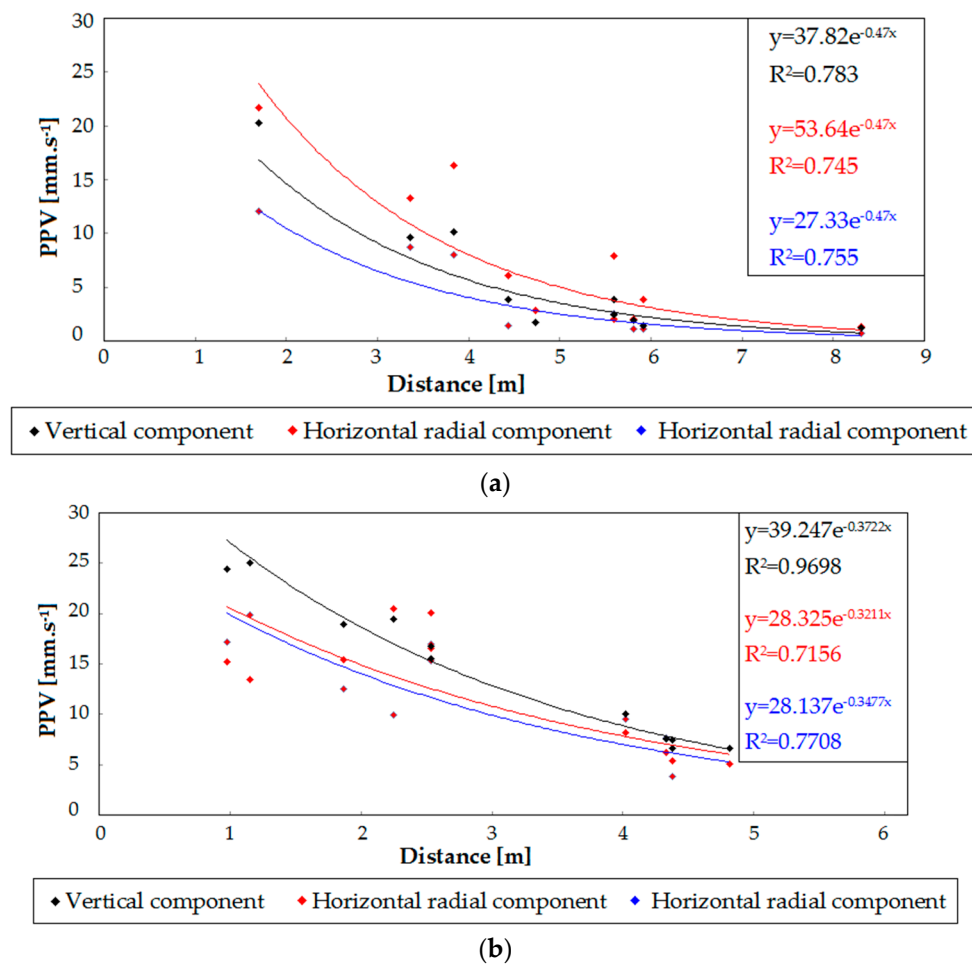 30
25
20
15
10
5
0
PPV [mm.s-1]
y=37.82e-0.47x
R2=0.783
y=53.64e-0.47x
R2=0.745
y=27.33e-0.47x
R2=0.755
0 1 2 3 4 5 6 7 8 9
Distance [m]
Vertical component Horizontal radial component Horizontal radial component
(a)
30
25
20
15
10
5
0
PPV [mm.s-1]
y=39.247e-0.3722x
R2=0.9698
y=28.325e-0.3211x
R2=0.7156
y=28.137e-0.3477x
R2=0.7708
0 1 2 3 4 5 6
Distance [m]
Vertical component Horizontal radial component Horizontal radial component
(b)